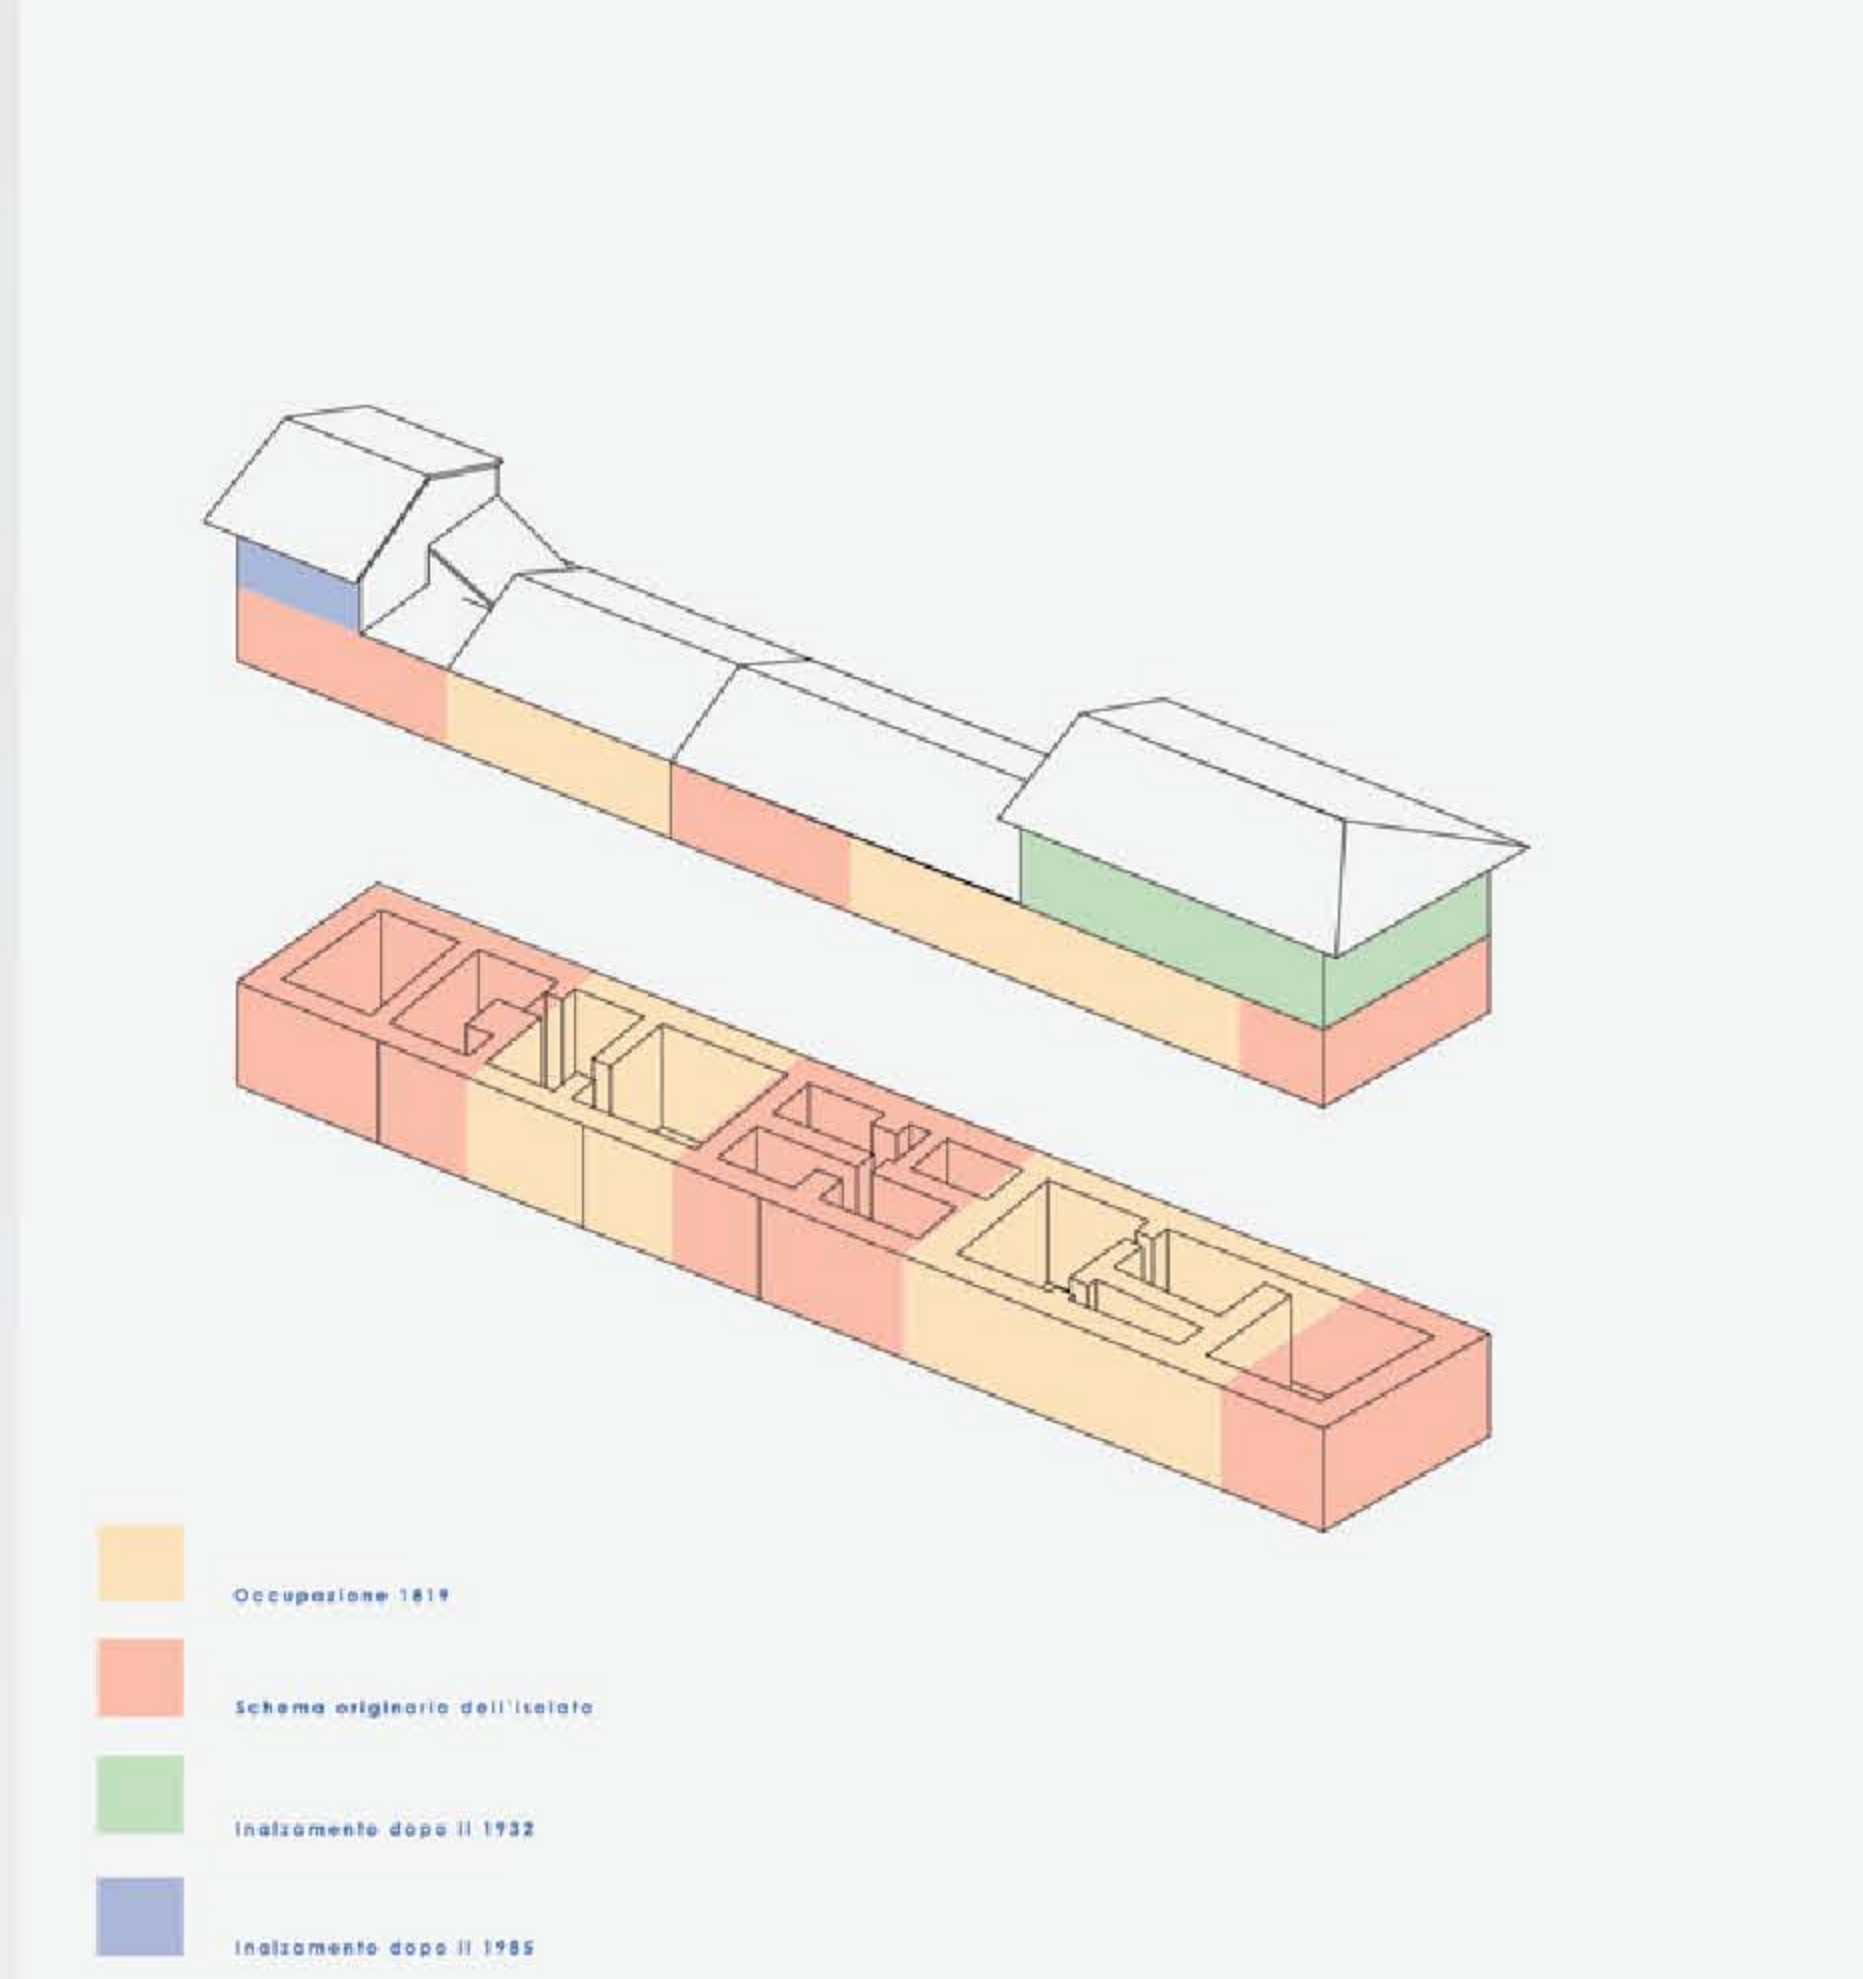 Occupazione 1819
Schema originario dell'isolato
Inalzamento dopo il 1932
Inalzamento dopo il 1985